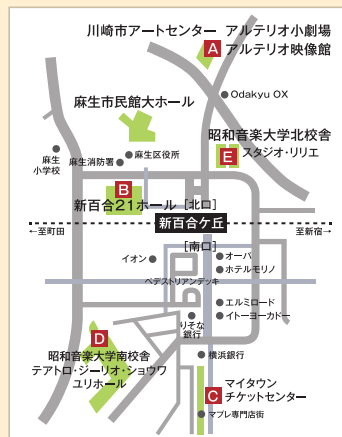 川崎市アートセンター アルテリオ小劇場
A アルテリオ映像館
Odakyu OX
麻生市民館大ホール
昭和音楽大学北校舎
E スタジオ・リリエ
麻生
小学校
麻生区役所
麻生消防署
B
新百合21ホール [北口]
新百合ケ丘
←至町田
至新宿→
[南口]
イオン
オーパ
ホテルモリノ
ペデストリアンデッキ
エルミロード
イトーヨーカドー
りそな
銀行
D
昭和音楽大学南校舎
テアトロ・ジーリオ・ショウワ
ユリホール
横浜銀行
C マイタウン
チケットセンター
マプレ専門店街